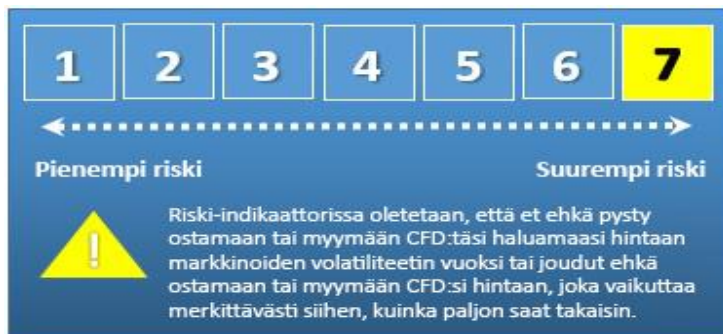 1 2 3 4 5 6 7
Pienempi riski Suurempi riski
!
Riski-indikaattorissa oletetaan, että et ehkä pysty
ostamaan tai myymään CFD:täsi haluamaasi hintaan
markkinoiden volatiliteetin vuoksi tai joudut ehkä
ostamaan tai myymään CFD:si hintaan, joka vaikuttaa
merkittävästi siihen, kuinka paljon saat takaisin.